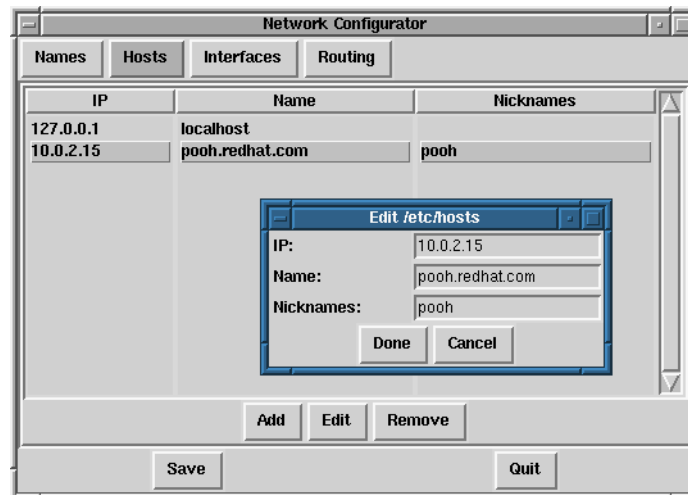 Network Configurator
Names Hosts Interfaces Routing
IP Name Nicknames
127.0.0.1 localhost
10.0.2.15 pooh.redhat.com pooh
Edit /etc/hosts
IP: 10.0.2.15
Name: pooh.redhat.com
Nicknames: pooh
Done Cancel
Add Edit Remove
Save Quit